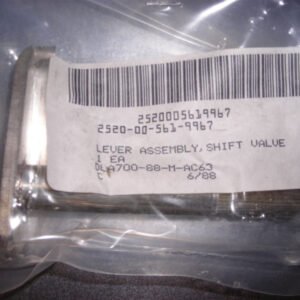 2520005619967
2520-00-561-9967
LEVER ASSEMBLY, SHIFT VALVE
1 EA
DLA700-88-M-AC63
C 6/88